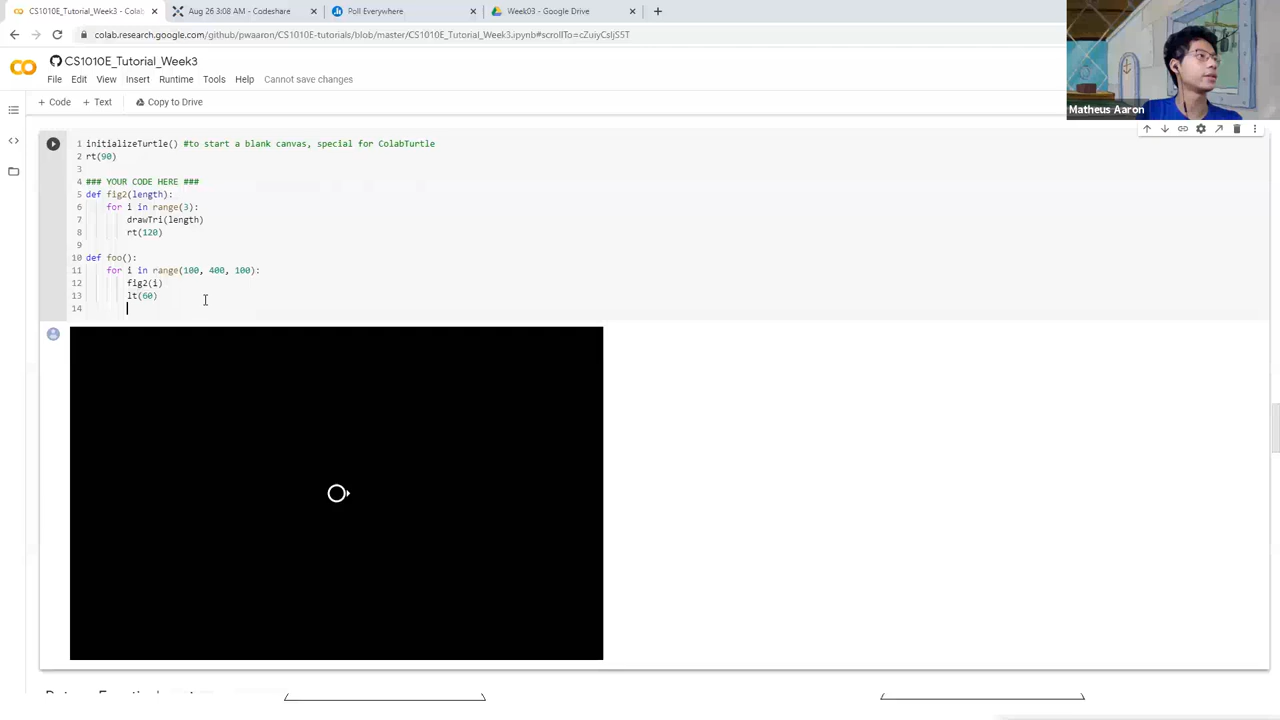 CS1010E_Tutorial_Week3 - Colab
Aug 26 3:08 AM - Codeshare
Poll Everywhere
Week03 - Google Drive
colab.research.google.com/github/pwaaron/CS1010E-tutorials/blob/master/CS1010E_Tutorial_Week3.ipynb#scrollTo=cZuiyCsIjS5T
CS1010E_Tutorial_Week3
File Edit View Insert Runtime Tools Help Cannot save changes
+ Code + Text Copy to Drive
Matheus Aaron
1 initializeTurtle() #to start a blank canvas, special for ColabTurtle
2 rt(90)
3
4 ### YOUR CODE HERE ###
5 def fig2(length):
6 for i in range(3):
7 drawTri(length)
8 rt(120)
9
10 def foo():
11 for i in range(100, 400, 100):
12 fig2(i)
13 lt(60)
14